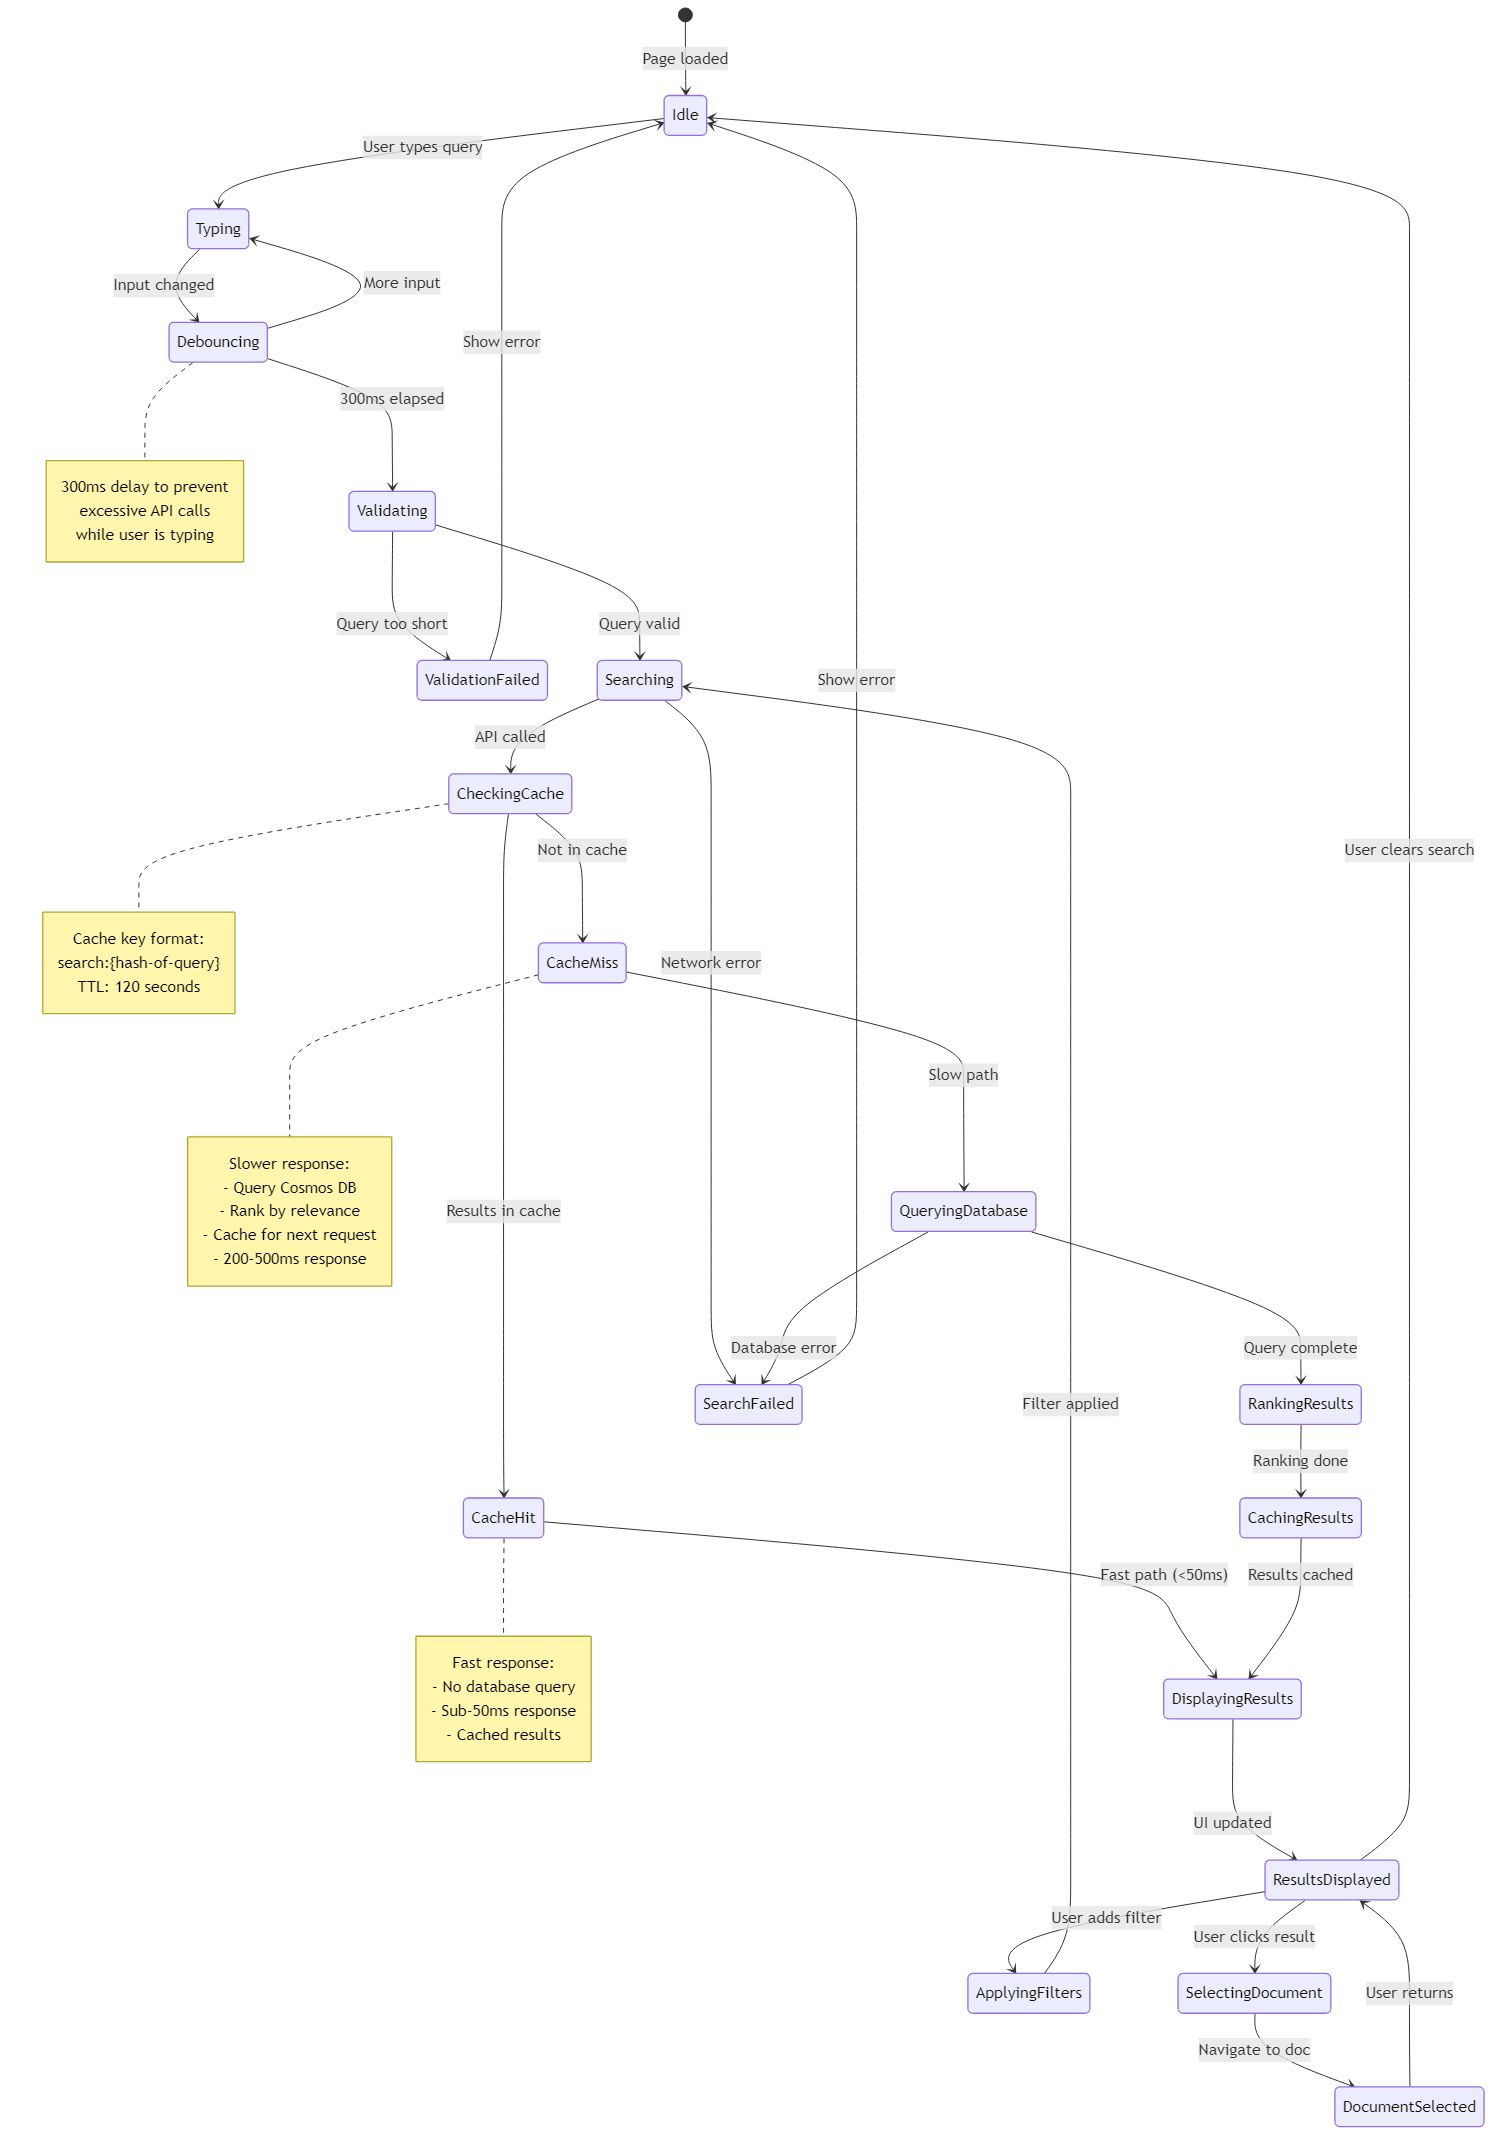 Page loaded
Idle
User types query
Typing
Input changed
More input
Debouncing
Show error
300ms elapsed
300ms delay to prevent
excessive API calls
while user is typing
Validating
Query too short
Query valid
ValidationFailed
Searching
Show error
API called
CheckingCache
Not in cache
User clears search
Cache key format:
search:{hash-of-query}
TTL: 120 seconds
CacheMiss
Network error
Slow path
Slower response:
- Query Cosmos DB
- Rank by relevance
- Cache for next request
- 200-500ms response
Results in cache
QueryingDatabase
Database error
Query complete
SearchFailed
Filter applied
RankingResults
Ranking done
CacheHit
CachingResults
Fast path (<50ms)
Results cached
Fast response:
- No database query
- Sub-50ms response
- Cached results
DisplayingResults
UI updated
ResultsDisplayed
User adds filter
User clicks result
ApplyingFilters
SelectingDocument
User returns
Navigate to doc
DocumentSelected